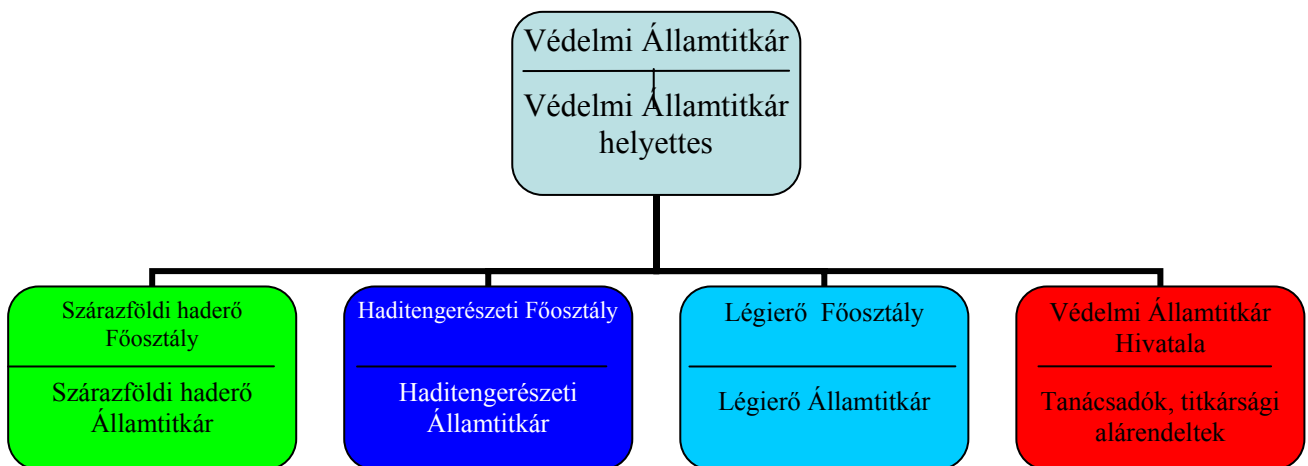 Védelmi Államtitkár
Védelmi Államtitkár
helyettes
Szárazföldi haderő
Főosztály
Szárazföldi haderő
Államtitkár
Haditengerészeti Főosztály
Haditengerészeti
Államtitkár
Légierő Főosztály
Légierő Államtitkár
Védelmi Államtitkár
Hivatala
Tanácsadók, titkársági
alárendeltek